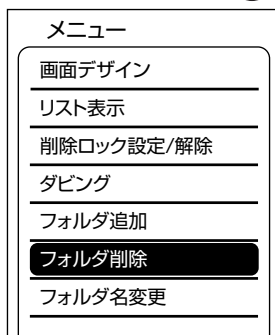 メニュー
画面デザイン
リスト表示
削除ロック設定/解除
ダビング
フォルダ追加
フォルダ削除
フォルダ名変更